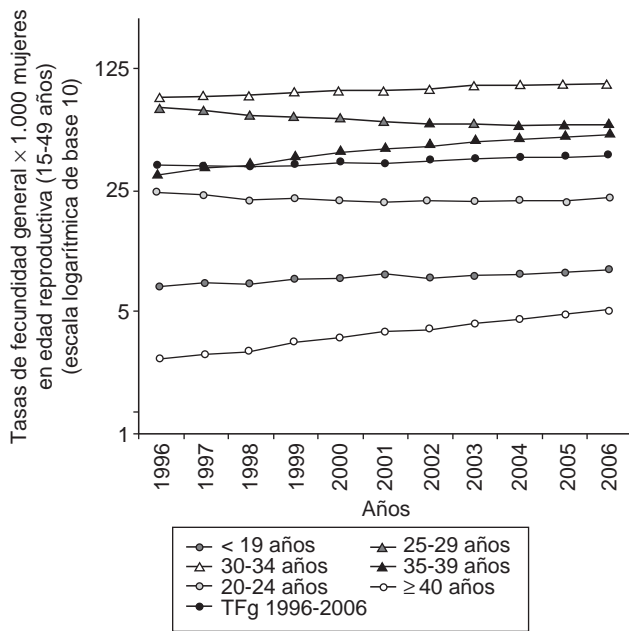 Tasas de fecundidad general × 1.000 mujeres
en edad reproductiva (15-49 años)
(escala logarítmica de base 10)
125
25
5
1
1996
1997
1998
1999
2000
2001
2002
2003
2004
2005
2006
Años
< 19 años
25-29 años
30-34 años
35-39 años
20-24 años
≥ 40 años
TFg 1996-2006